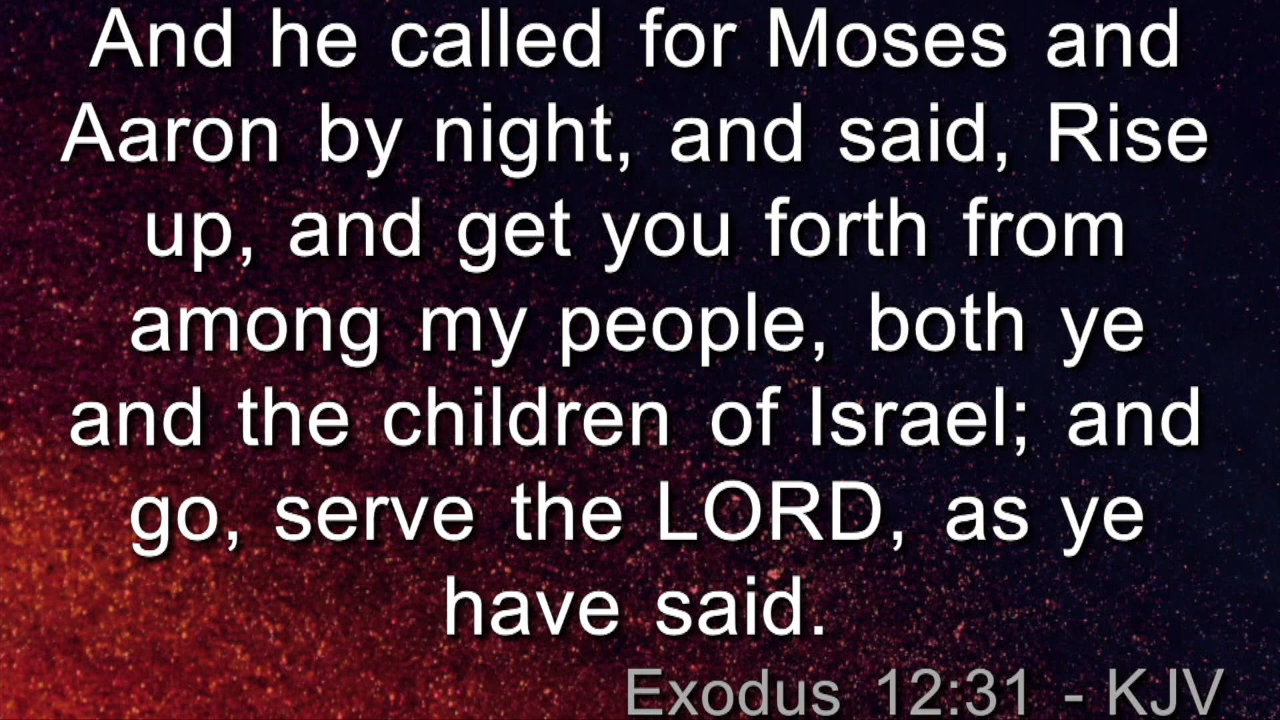 And he called for Moses and
Aaron by night, and said, Rise
up, and get you forth from
among my people, both ye
and the children of Israel; and
go, serve the LORD, as ye
have said.
Exodus 12:31 - KJV